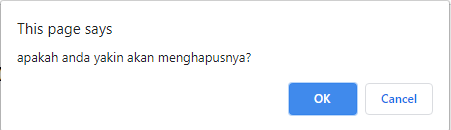 This page says
apakah anda yakin akan menghapusnya?
OK
Cancel